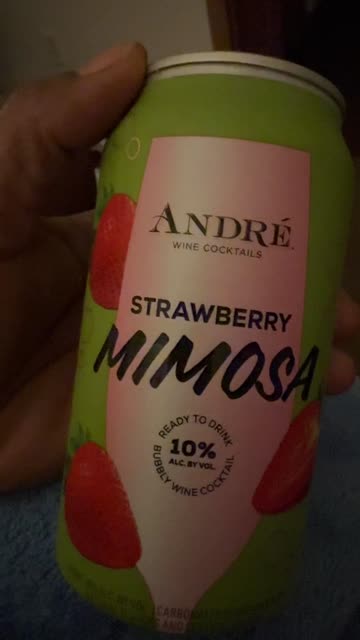 ANDRÉ
WINE COCKTAILS
STRAWBERRY
MIMOSA
READY TO DRINK
10%
ALC. BY VOL.
BUBBLY WINE COCKTAIL